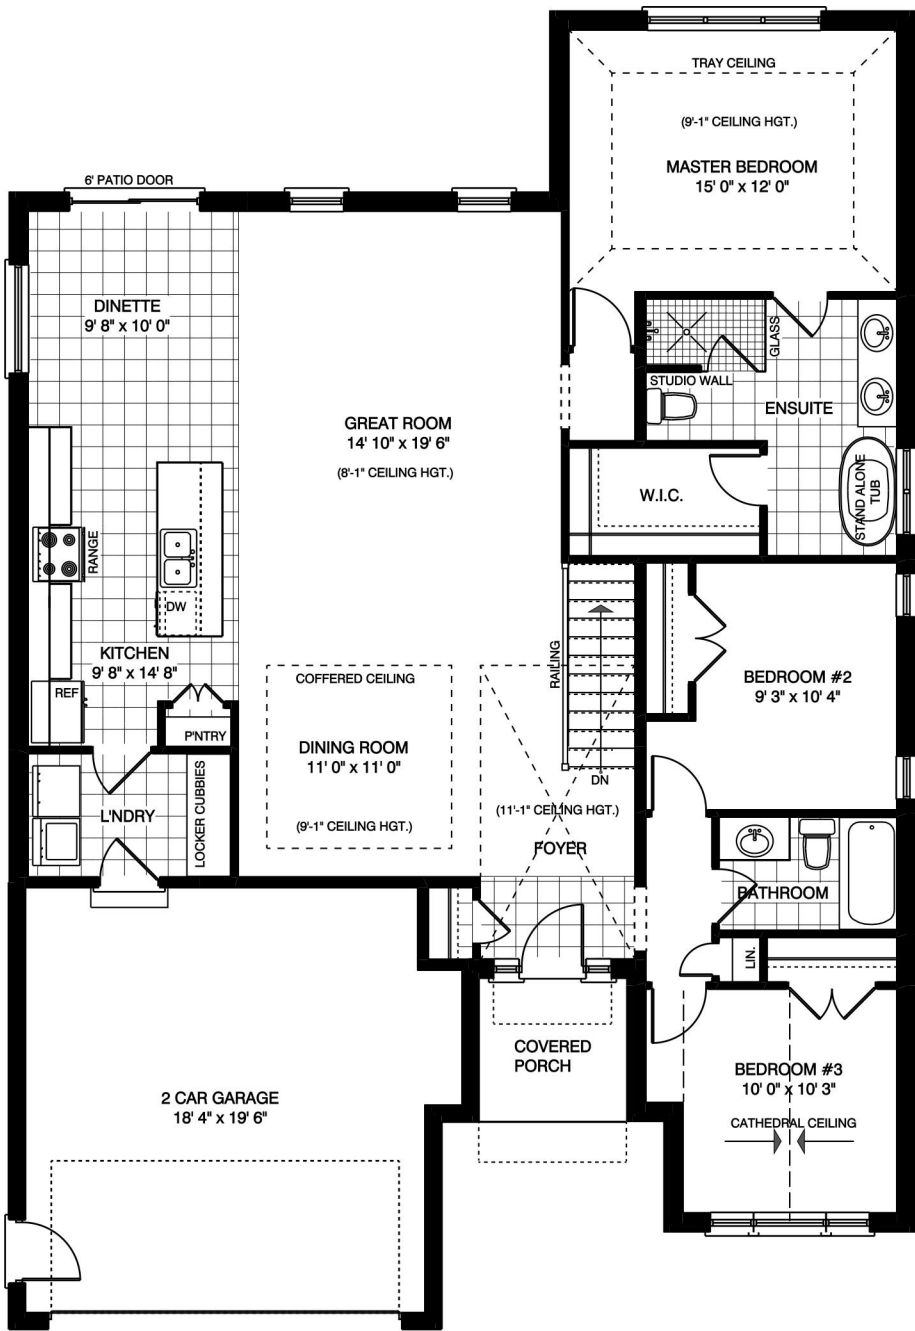 TRAY CEILING
(9'-1" CEILING HGT.)
MASTER BEDROOM
15' 0" x 12' 0"
6' PATIO DOOR
DINETTE
9' 8" x 10' 0"
GLASS
STUDIO WALL
ENSUITE
GREAT ROOM
14' 10" x 19' 6"
(8'-1" CEILING HGT.)
W.I.C.
STAND ALONE
TUB
RANGE
DW
KITCHEN
9' 8" x 14' 8"
REF
P'NTRY
COFFERED CEILING
DINING ROOM
11' 0" x 11' 0"
(9'-1" CEILING HGT.)
RAILING
DN
BEDROOM #2
9' 3" x 10' 4"
L'NDRY
LOCKER CUBBIES
(11'-1" CEILING HGT.)
FOYER
BATHROOM
LIN.
COVERED
PORCH
2 CAR GARAGE
18' 4" x 19' 6"
BEDROOM #3
10' 0" x 10' 3"
CATHEDRAL CEILING